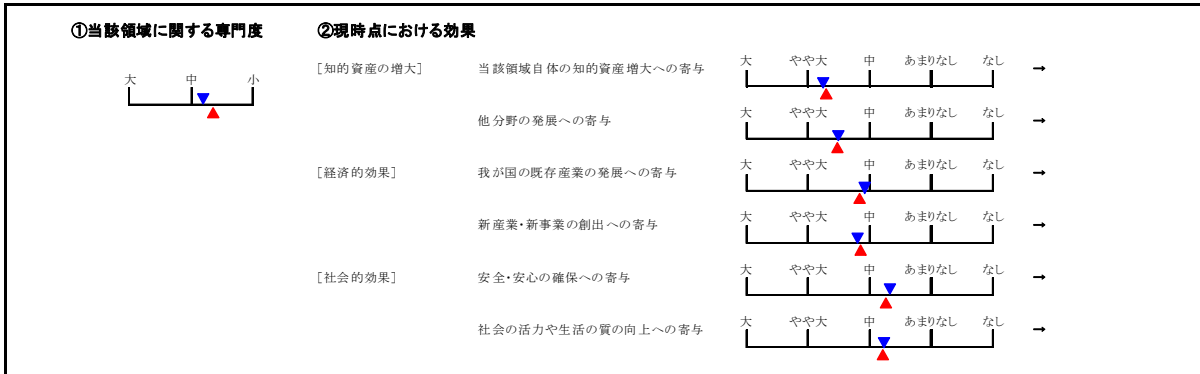 ①当該領域に関する専門度
②現時点における効果
大 中 小
[知的資産の増大] 当該領域自体の知的資産増大への寄与 大 やや大 中 あまりなし なし →
他分野の発展への寄与 大 やや大 中 あまりなし なし →
[経済的効果] 我が国の既存産業の発展への寄与 大 やや大 中 あまりなし なし →
新産業・新事業の創出への寄与 大 やや大 中 あまりなし なし →
[社会的効果] 安全・安心の確保への寄与 大 やや大 中 あまりなし なし →
社会の活力や生活の質の向上への寄与 大 やや大 中 あまりなし なし →